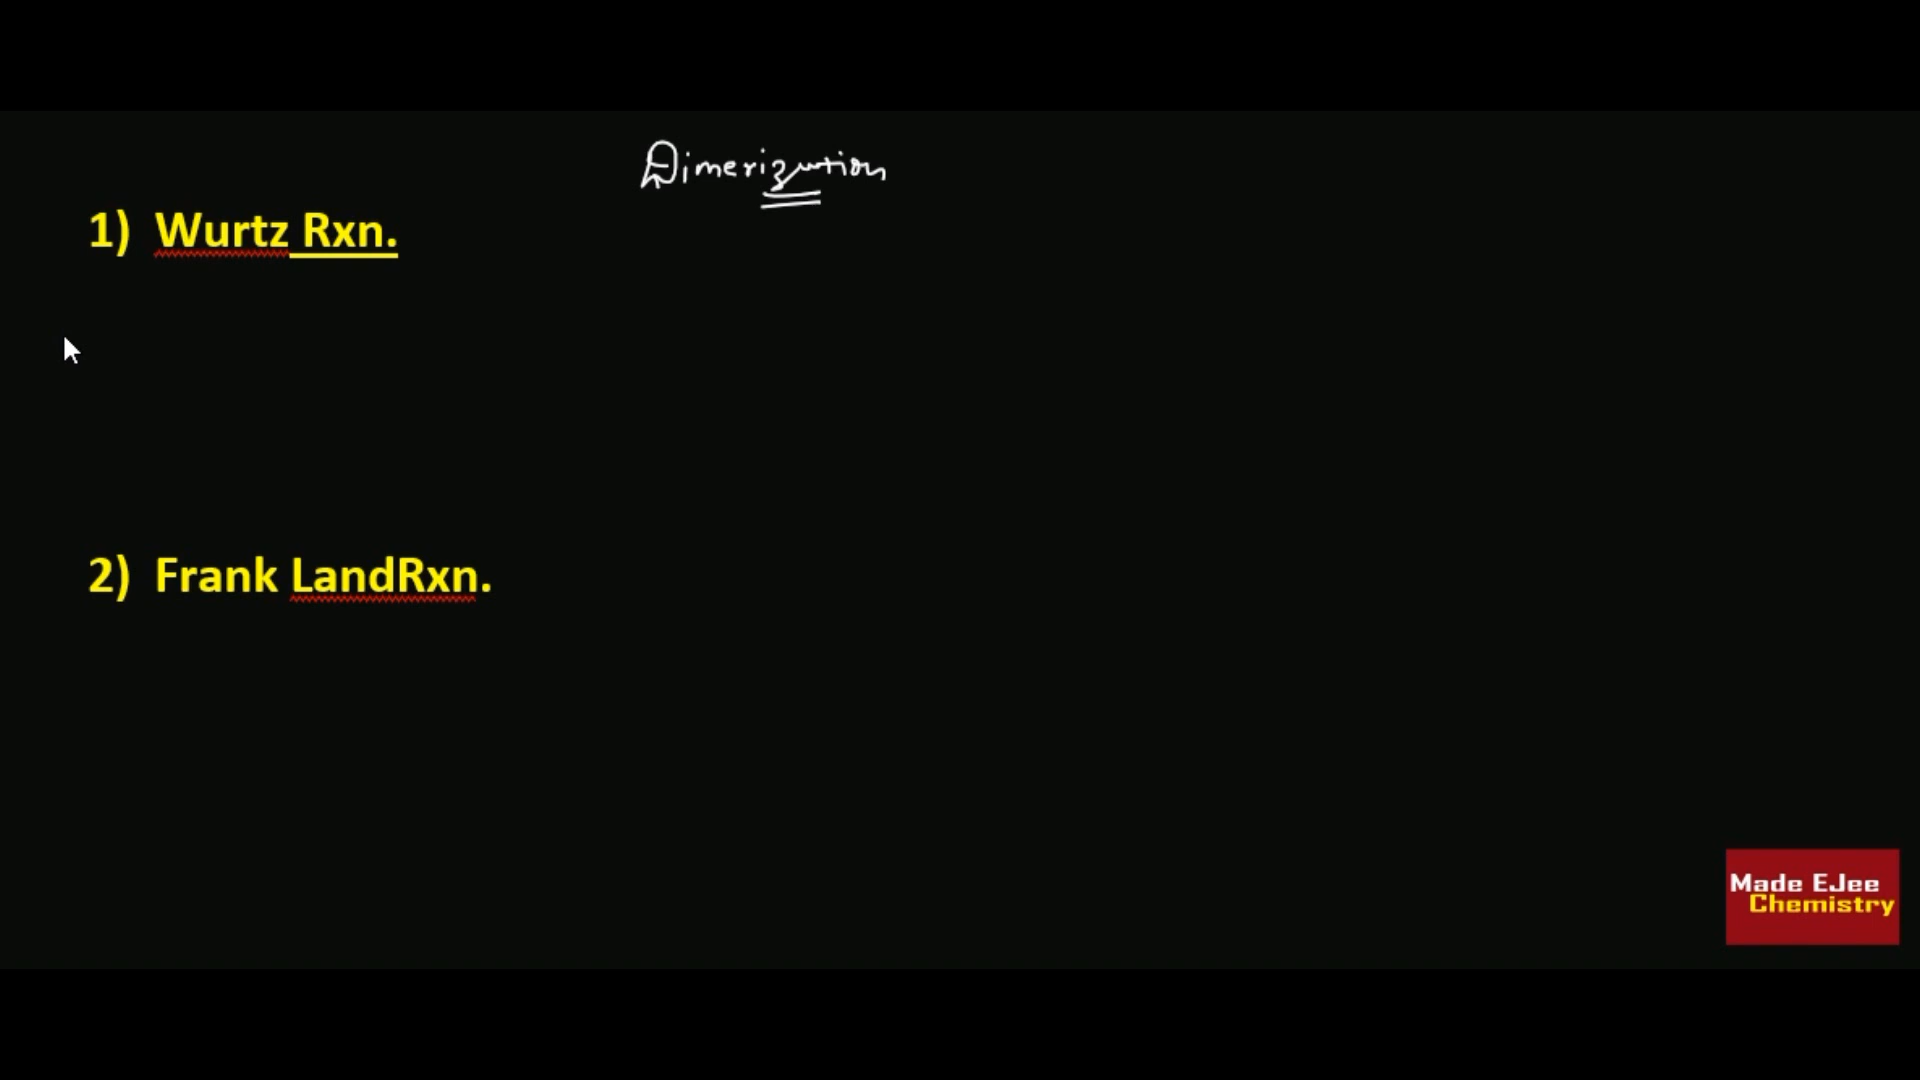 Dimerization
1) Wurtz Rxn.
2) Frank LandRxn.
Made EJee
Chemistry